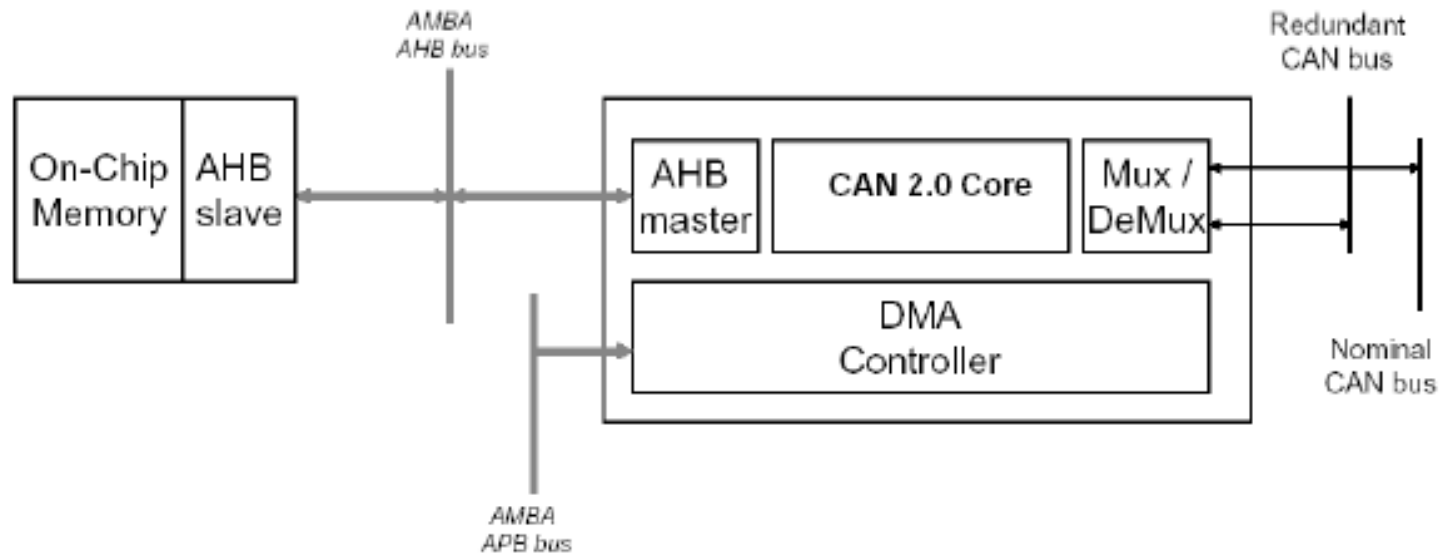 AMBA
AHB bus
Redundant
CAN bus
On-Chip
Memory
AHB
slave
AHB
master
CAN 2.0 Core
Mux /
DeMux
DMA
Controller
Nominal
CAN bus
AMBA
APB bus